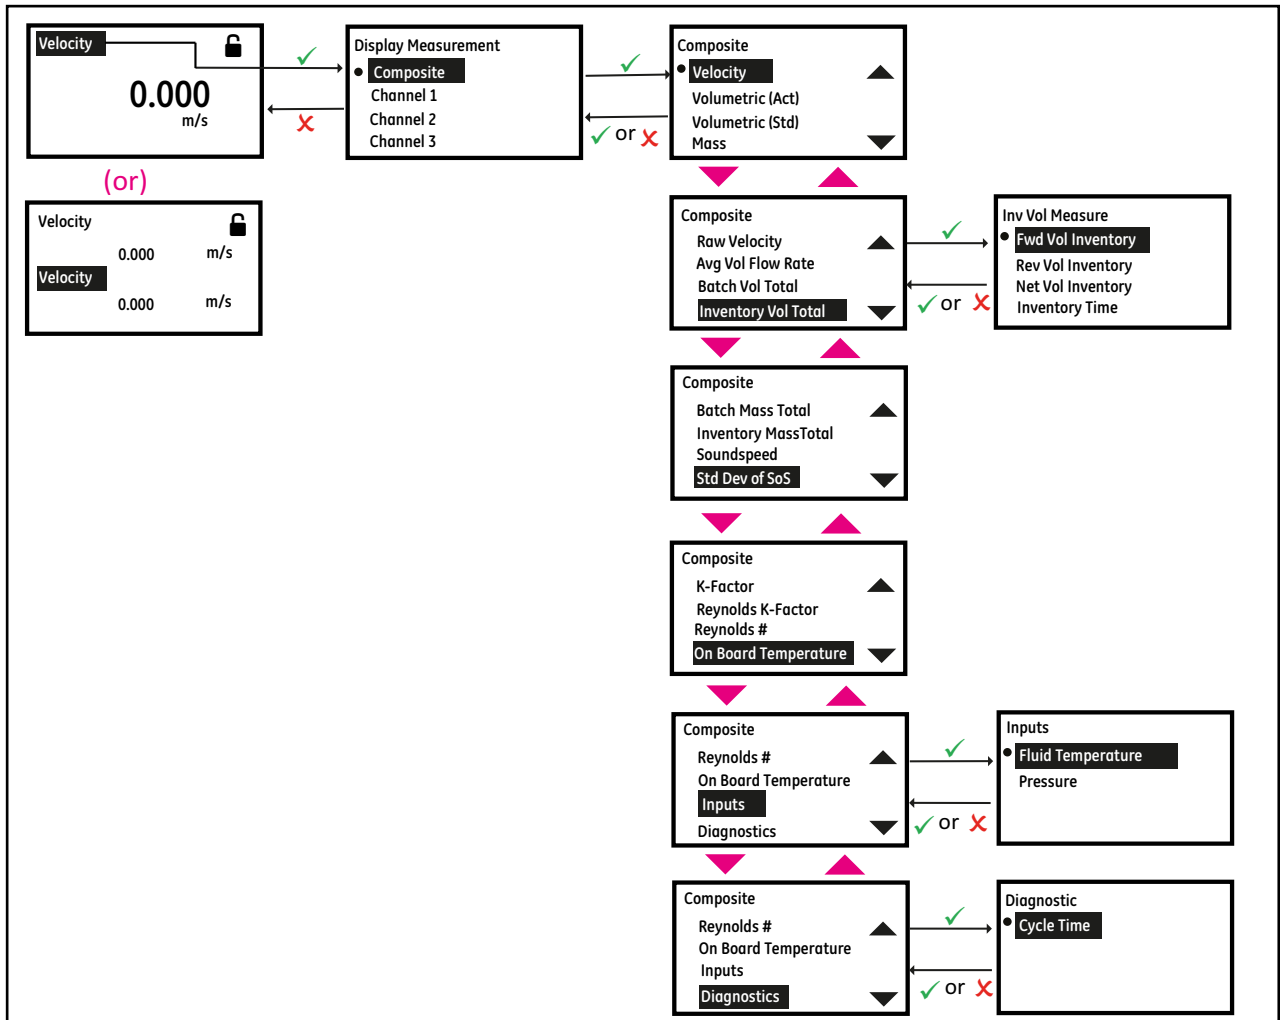 Velocity
0.000
m/s
(or)
Velocity
0.000 m/s
Velocity
0.000 m/s
Display Measurement
Composite
Channel 1
Channel 2
Channel 3
or
Composite
Velocity
Volumetric (Act)
Volumetric (Std)
Mass
Composite
Raw Velocity
Avg Vol Flow Rate
Batch Vol Total
Inventory Vol Total
or
Inv Vol Measure
Fwd Vol Inventory
Rev Vol Inventory
Net Vol Inventory
Inventory Time
Composite
Batch Mass Total
Inventory MassTotal
Soundspeed
Std Dev of SoS
Composite
K-Factor
Reynolds K-Factor
Reynolds #
On Board Temperature
Composite
Reynolds #
On Board Temperature
Inputs
Diagnostics
or
Inputs
Fluid Temperature
Pressure
Composite
Reynolds #
On Board Temperature
Inputs
Diagnostics
or
Diagnostic
Cycle Time